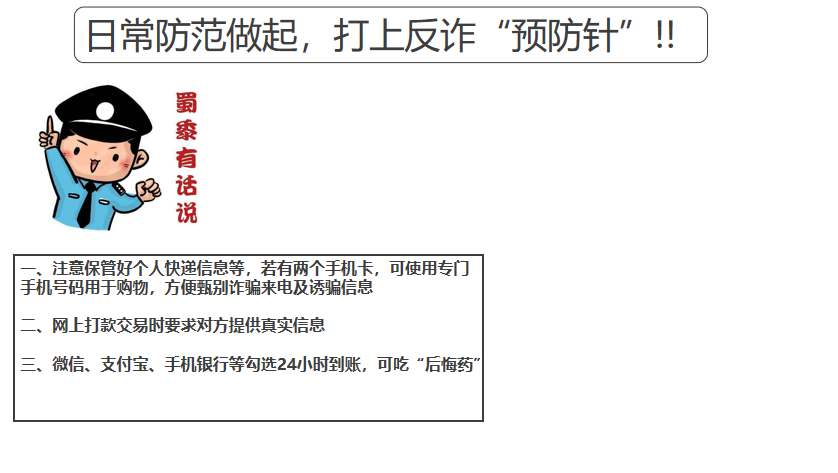 日常防范做起，打上反诈“预防针”!!
蜀黍有话说
一、注意保管好个人快递信息等，若有两个手机卡，可使用专门
手机号码用于购物，方便甄别诈骗来电及诱骗信息
二、网上打款交易时要求对方提供真实信息
三、微信、支付宝、手机银行等勾选24小时到账，可吃“后悔药”